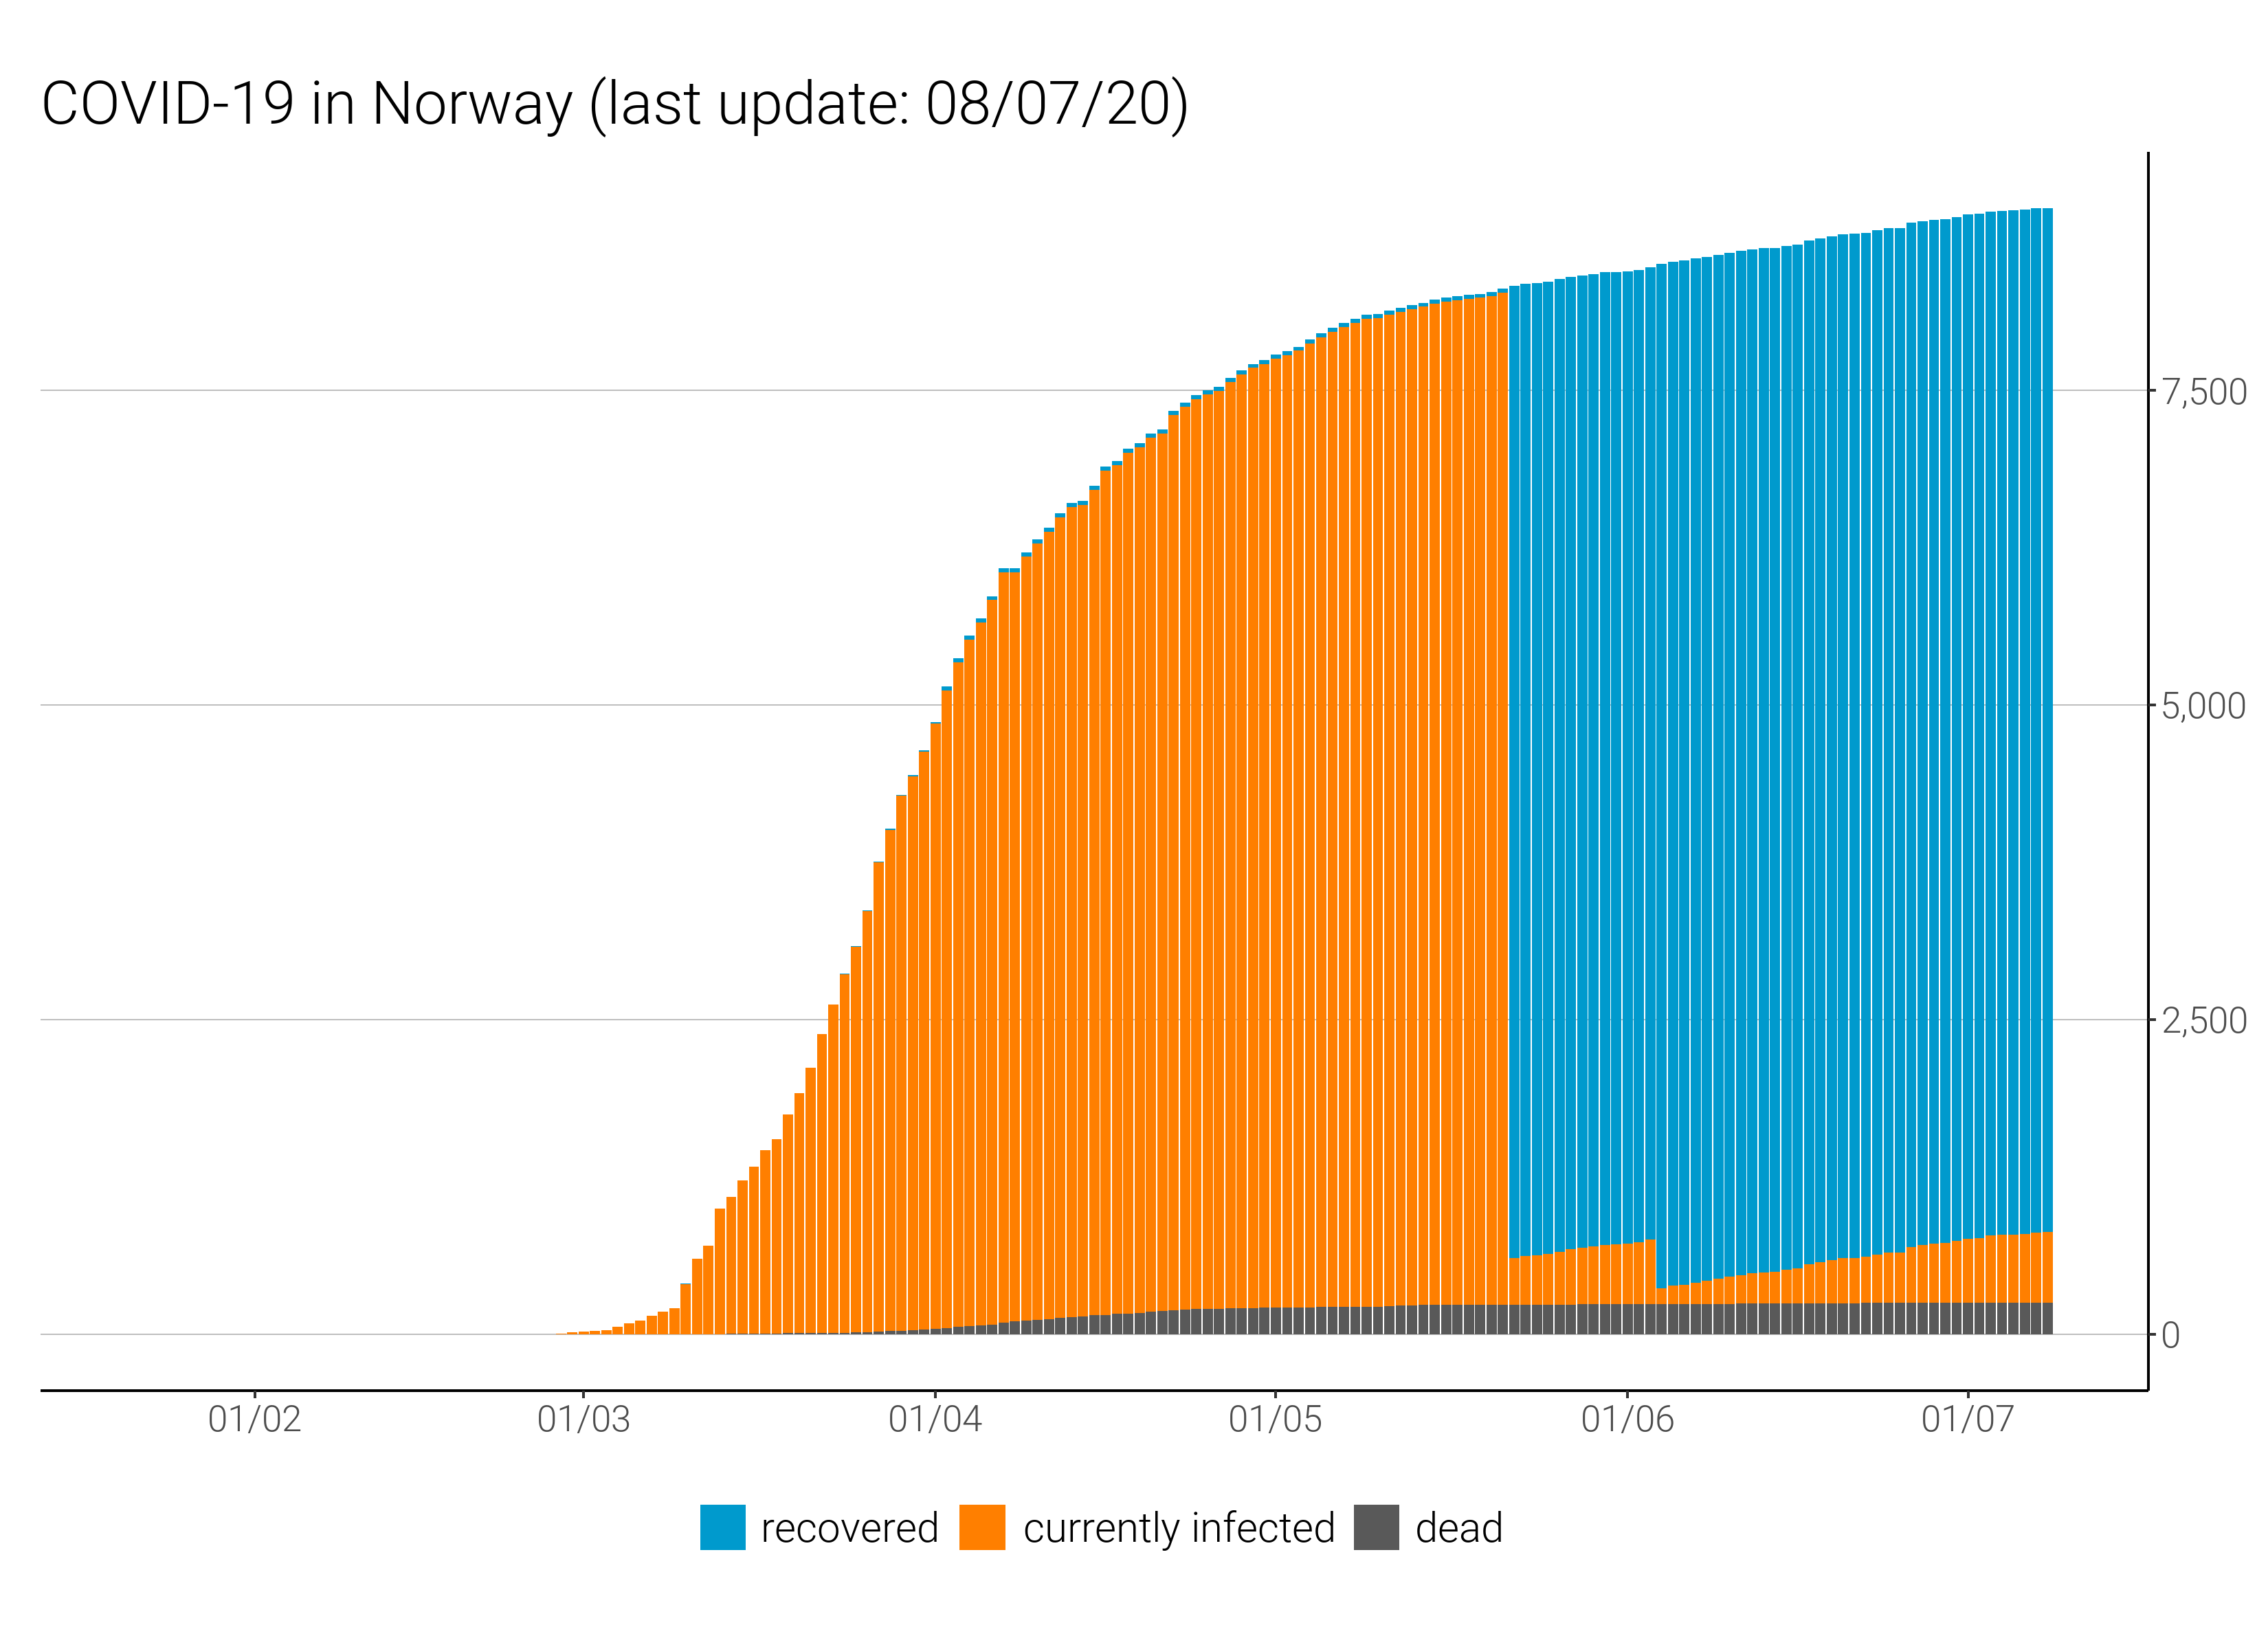 COVID-19 in Norway (last update: 08/07/20)
7,500
5,000
2,500
0
01/02 01/03 01/04 01/05 01/06 01/07
recovered currently infected dead